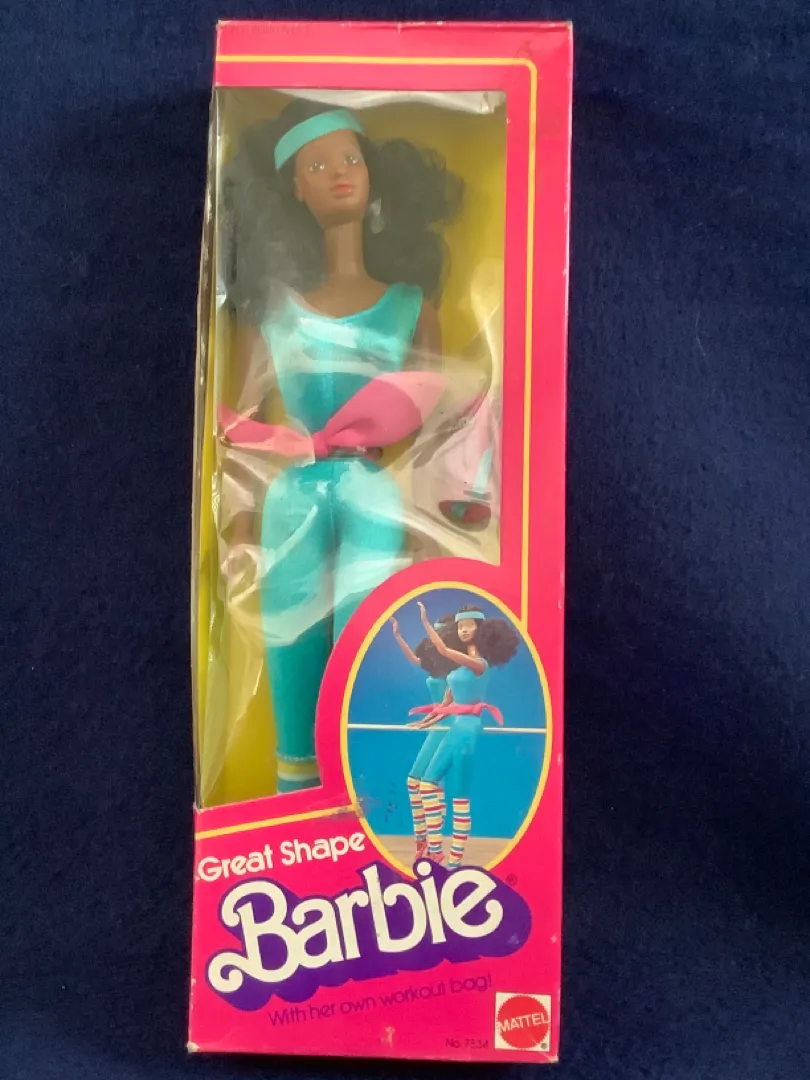 Great Shape
Barbie®
With her own workout bag!
MATTEL
No. 7834